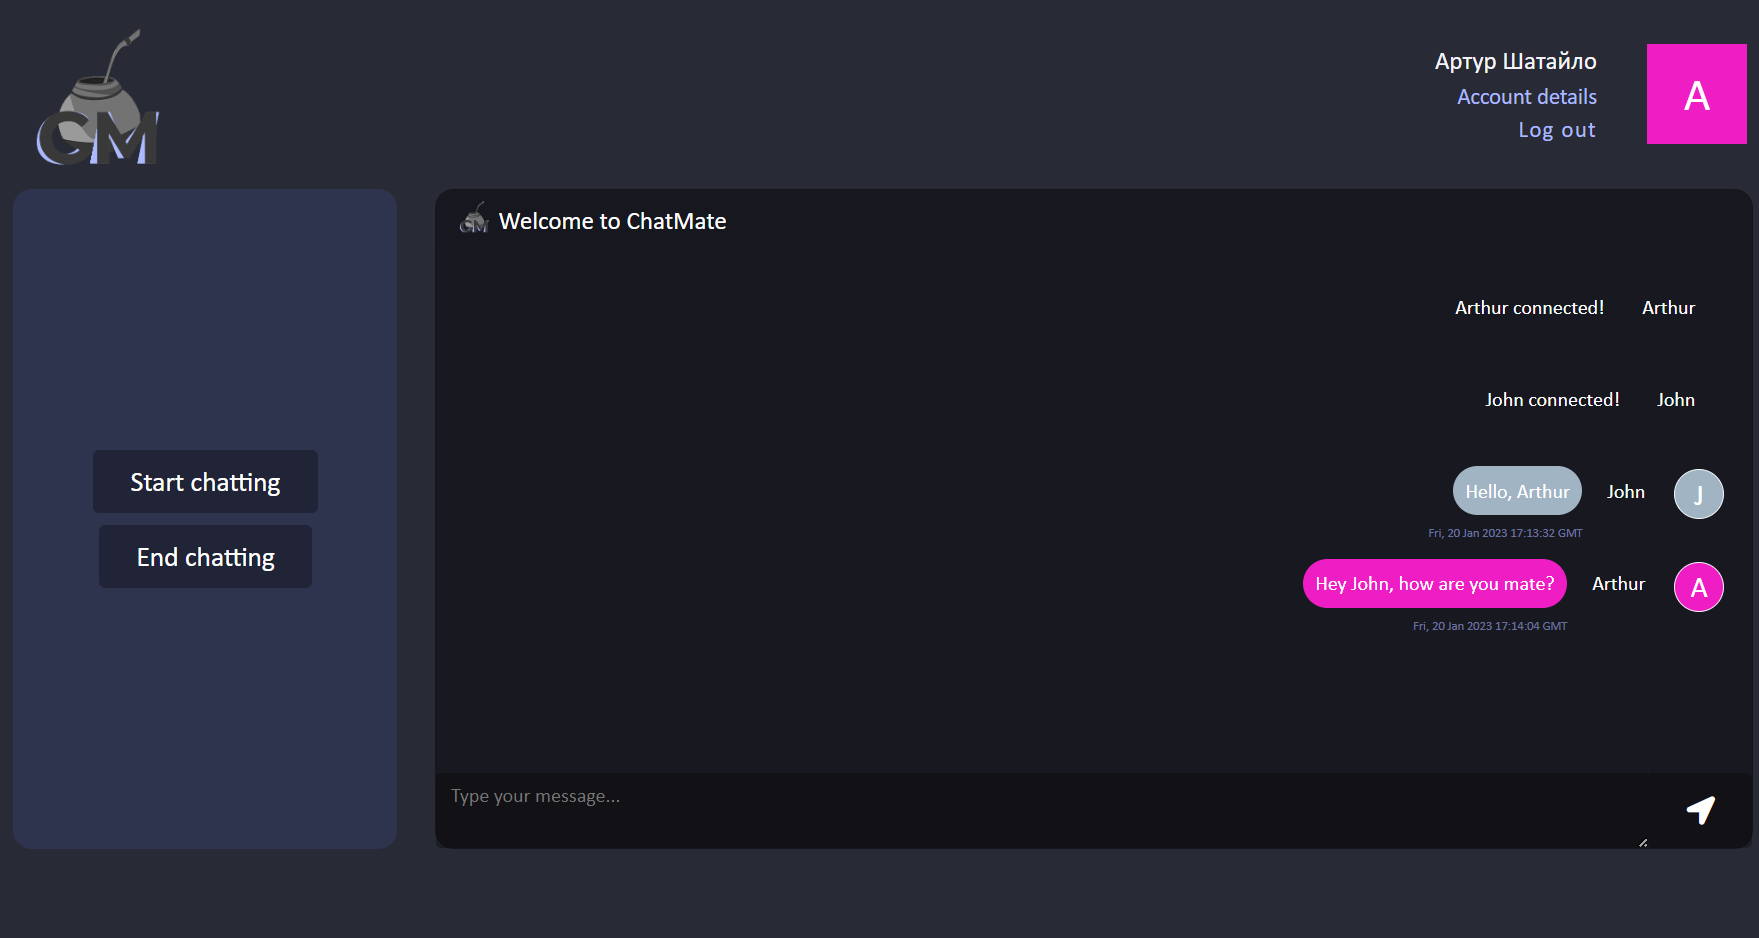 CM
Артур Шатайло
Account details
Log out
A
Start chatting
End chatting
CM Welcome to ChatMate
Arthur connected! Arthur
John connected! John
Hello, Arthur John J
Fri, 20 Jan 2023 17:13:32 GMT
Hey John, how are you mate? Arthur A
Fri, 20 Jan 2023 17:14:04 GMT
Type your message...